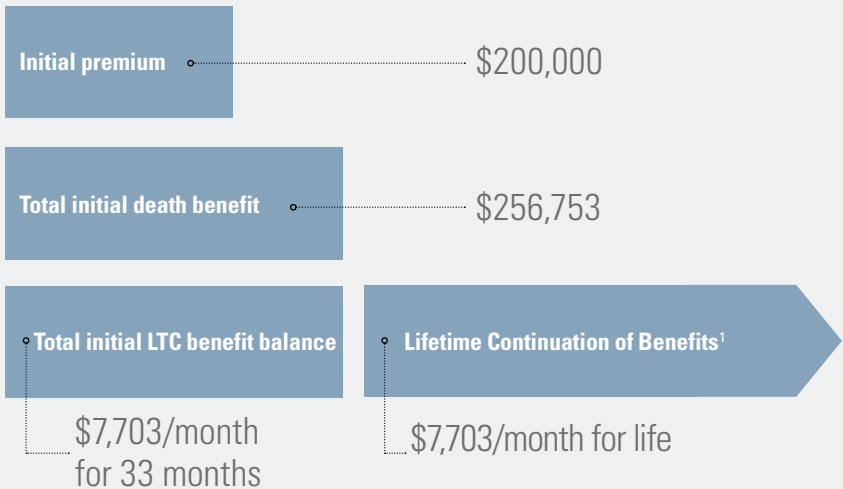 Initial premium
$200,000
Total initial death benefit
$256,753
Total initial LTC benefit balance
Lifetime Continuation of Benefits¹
$7,703/month
for 33 months
$7,703/month for life